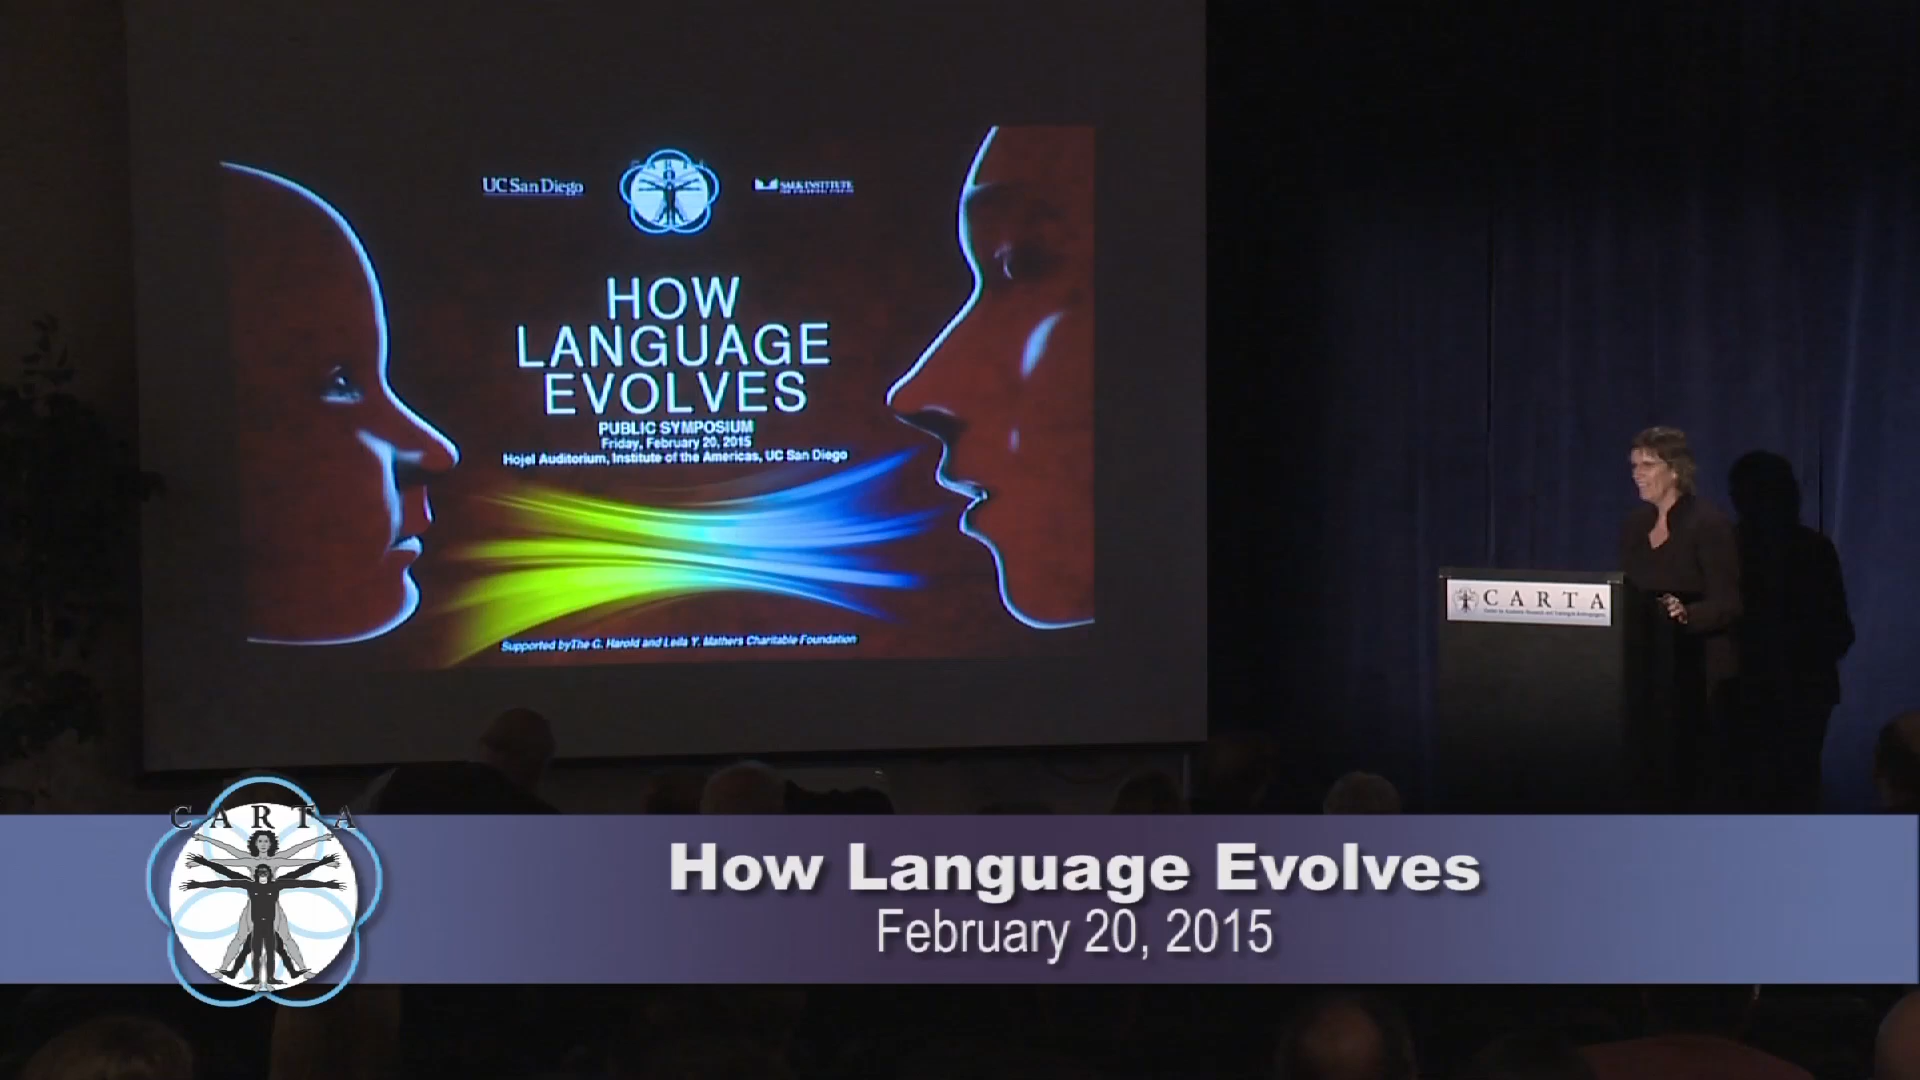 UC San Diego
CARTA
SALK INSTITUTE
HOW
LANGUAGE
EVOLVES
PUBLIC SYMPOSIUM
Friday, February 20, 2015
Hojel Auditorium, Institute of the Americas, UC San Diego
Supported byThe G. Harold and Leila Y. Mathers Charitable Foundation
CARTA
CARTA
How Language Evolves
February 20, 2015